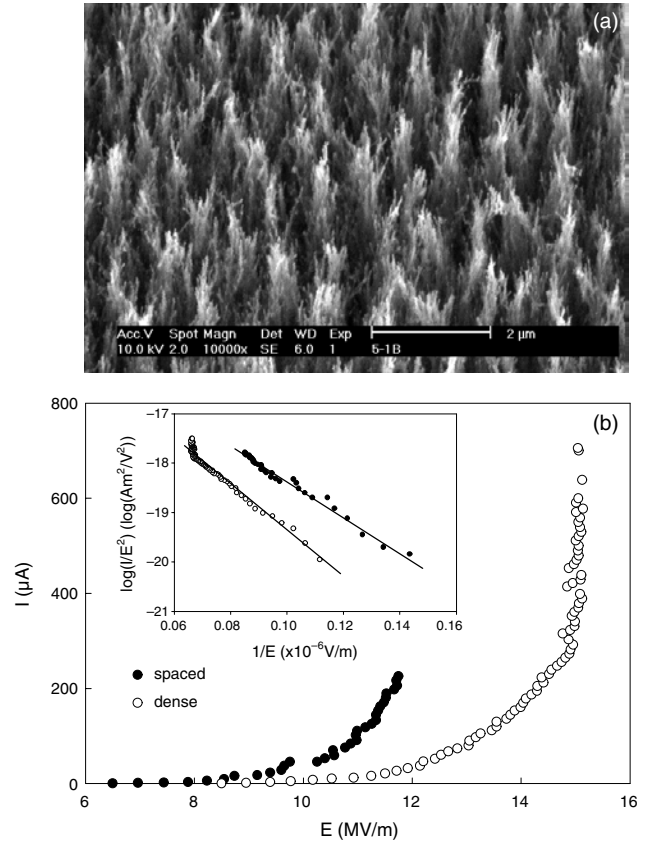 (a)
Acc.V Spot Magn Det WD Exp 2 µm
10.0 kV 2.0 10000x SE 6.0 1 5-1B
(b)
800
600
400
200
0
I (µA)
6 8 10 12 14 16
E (MV/m)
−17
−18
−19
−20
−21
log(I/E²) (log(Am²/V²))
0.06 0.08 0.10 0.12 0.14 0.16
1/E (x10⁻⁶V/m)
spaced
dense